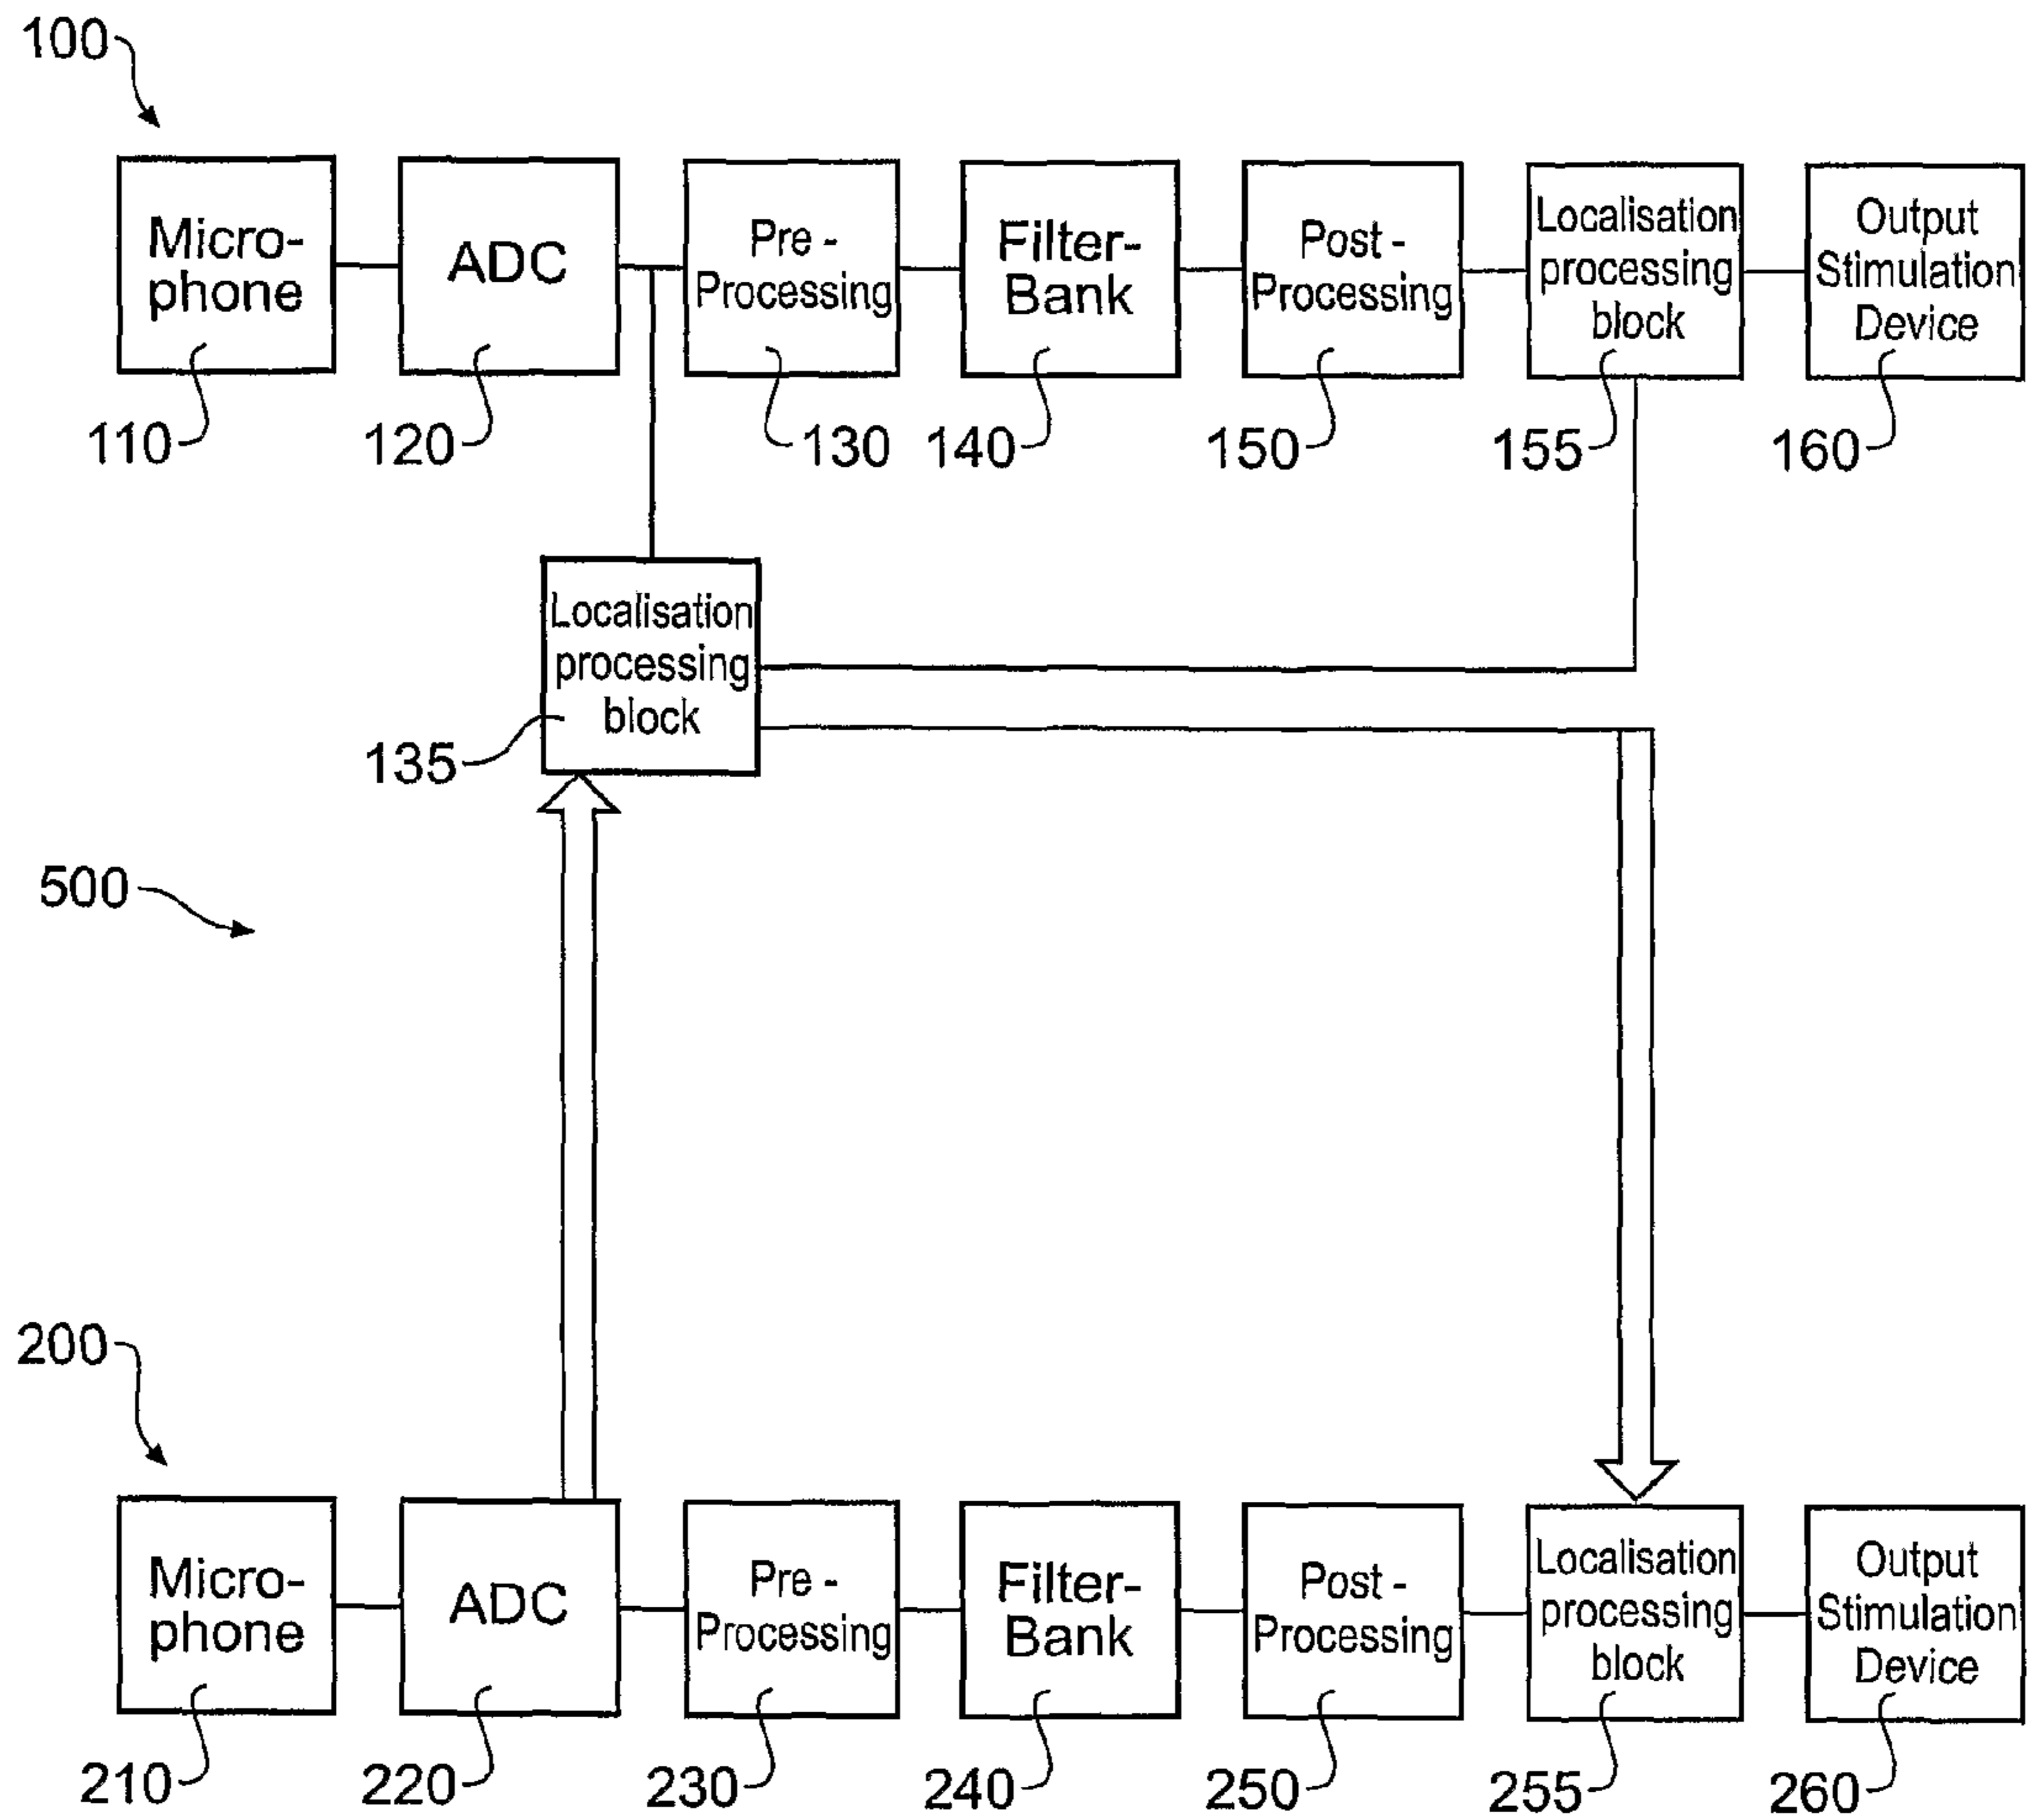 100
Micro-
phone
ADC
Pre -
Processing
Filter-
Bank
Post -
Processing
Localisation
processing
block
Output
Stimulation
Device
110
120
130
140
150
155
160
Localisation
processing
block
135
500
200
Micro-
phone
ADC
Pre -
Processing
Filter-
Bank
Post -
Processing
Localisation
processing
block
Output
Stimulation
Device
210
220
230
240
250
255
260